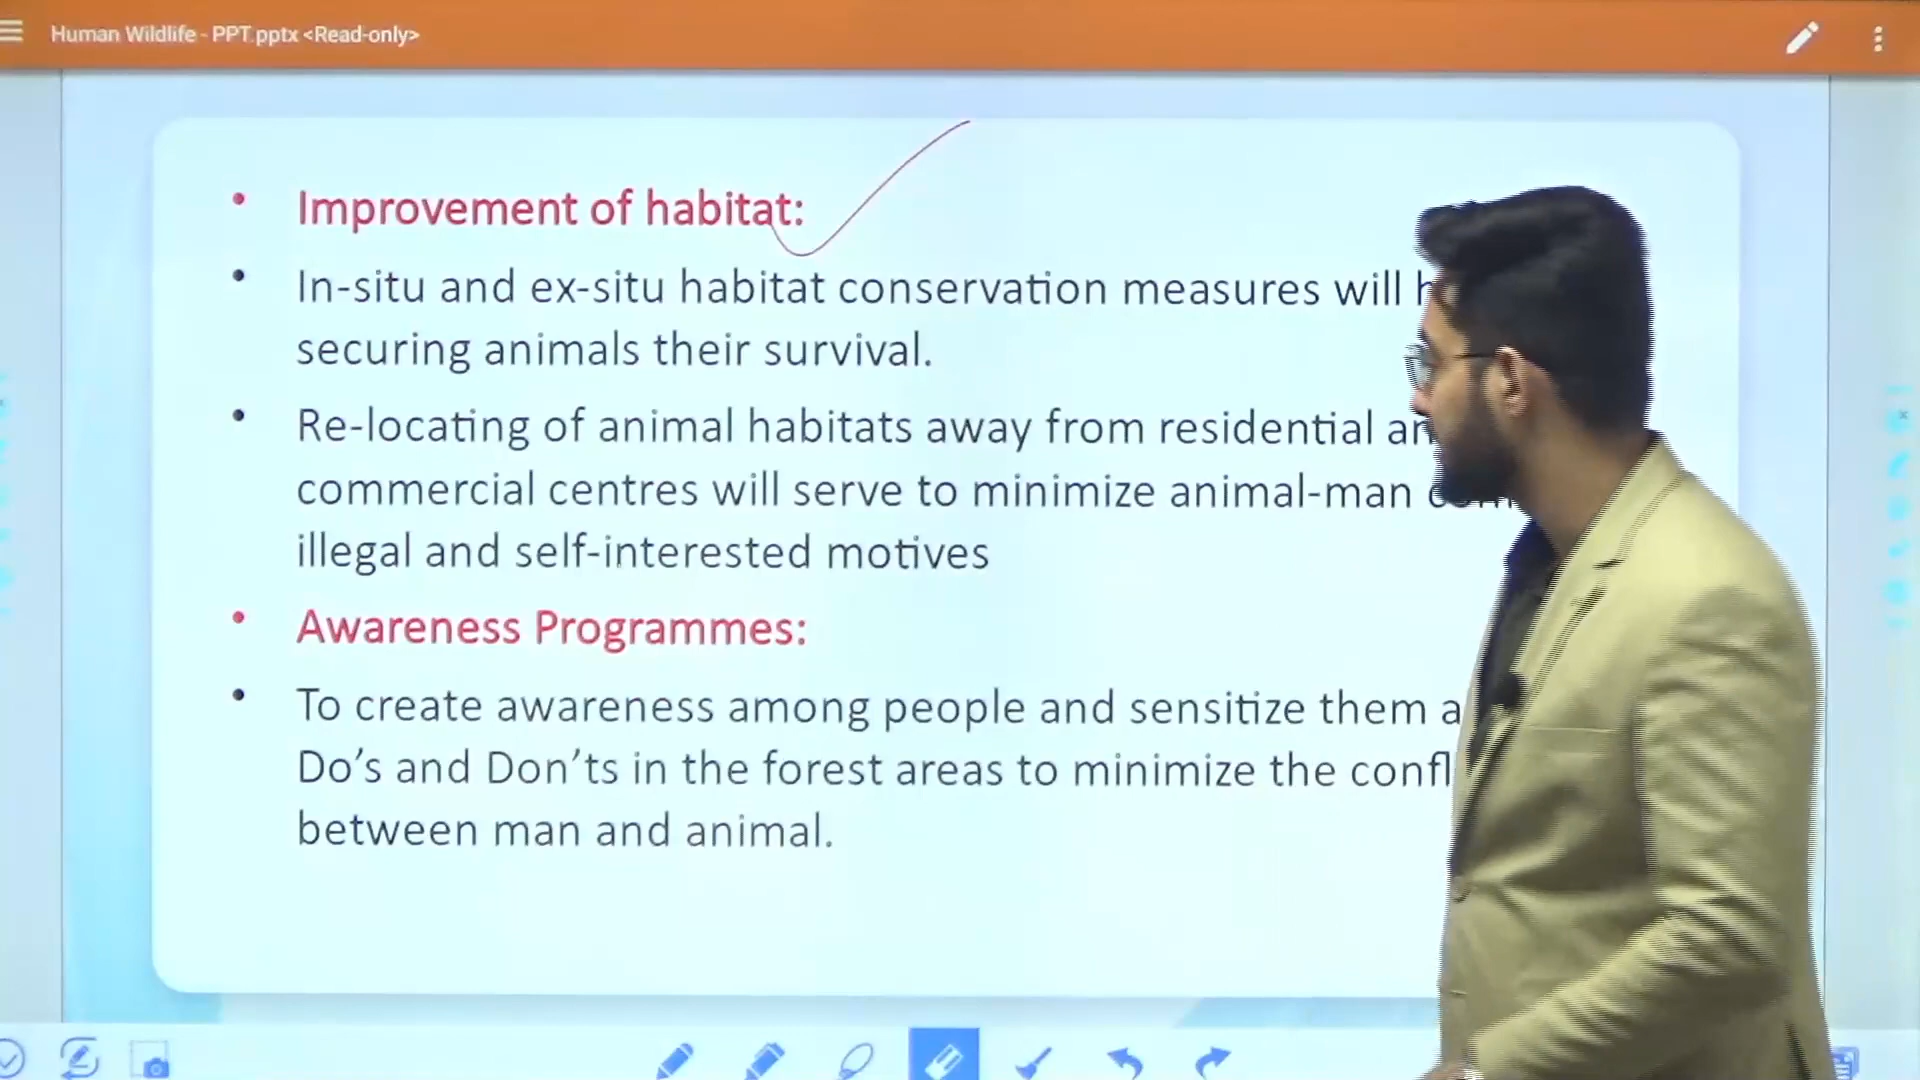 Human Wildlife - PPT.pptx <Read-only>
Improvement of habitat:
In-situ and ex-situ habitat conservation measures will
securing animals their survival.
Re-locating of animal habitats away from residential
commercial centres will serve to minimize animal-man
illegal and self-interested motives
Awareness Programmes:
To create awareness among people and sensitize them
Do's and Don'ts in the forest areas to minimize the
between man and animal.